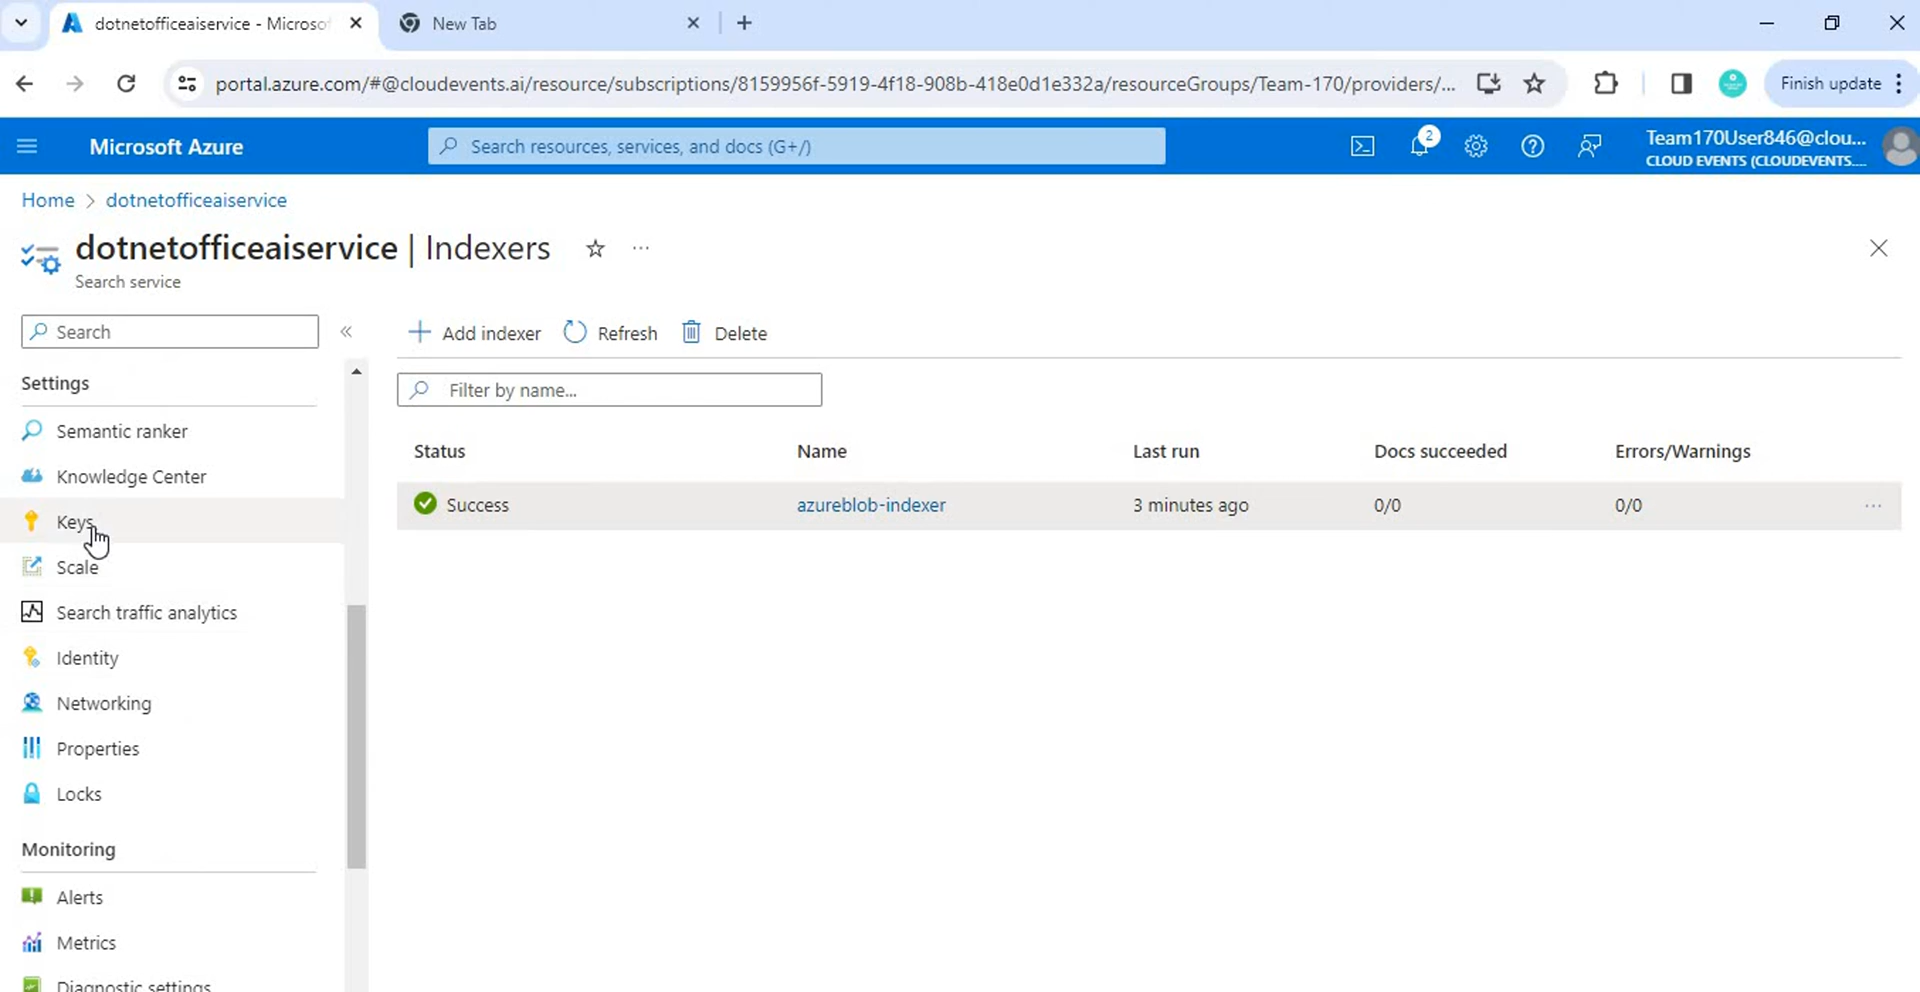 dotnetofficeaiservice - Microsof
New Tab
portal.azure.com/#@cloudevents.ai/resource/subscriptions/8159956f-5919-4f18-908b-418e0d1e332a/resourceGroups/Team-170/providers/...
Finish update
Microsoft Azure
Search resources, services, and docs (G+/)
2
Team170User846@clou...
CLOUD EVENTS (CLOUDEVENTS....
Home > dotnetofficeaiservice
dotnetofficeaiservice | Indexers
Search service
Search
Add indexer
Refresh
Delete
Settings
Filter by name...
Semantic ranker
Status Name Last run Docs succeeded Errors/Warnings
Knowledge Center
Success azureblob-indexer 3 minutes ago 0/0 0/0
Keys
Scale
Search traffic analytics
Identity
Networking
Properties
Locks
Monitoring
Alerts
Metrics
Diagnostic settings